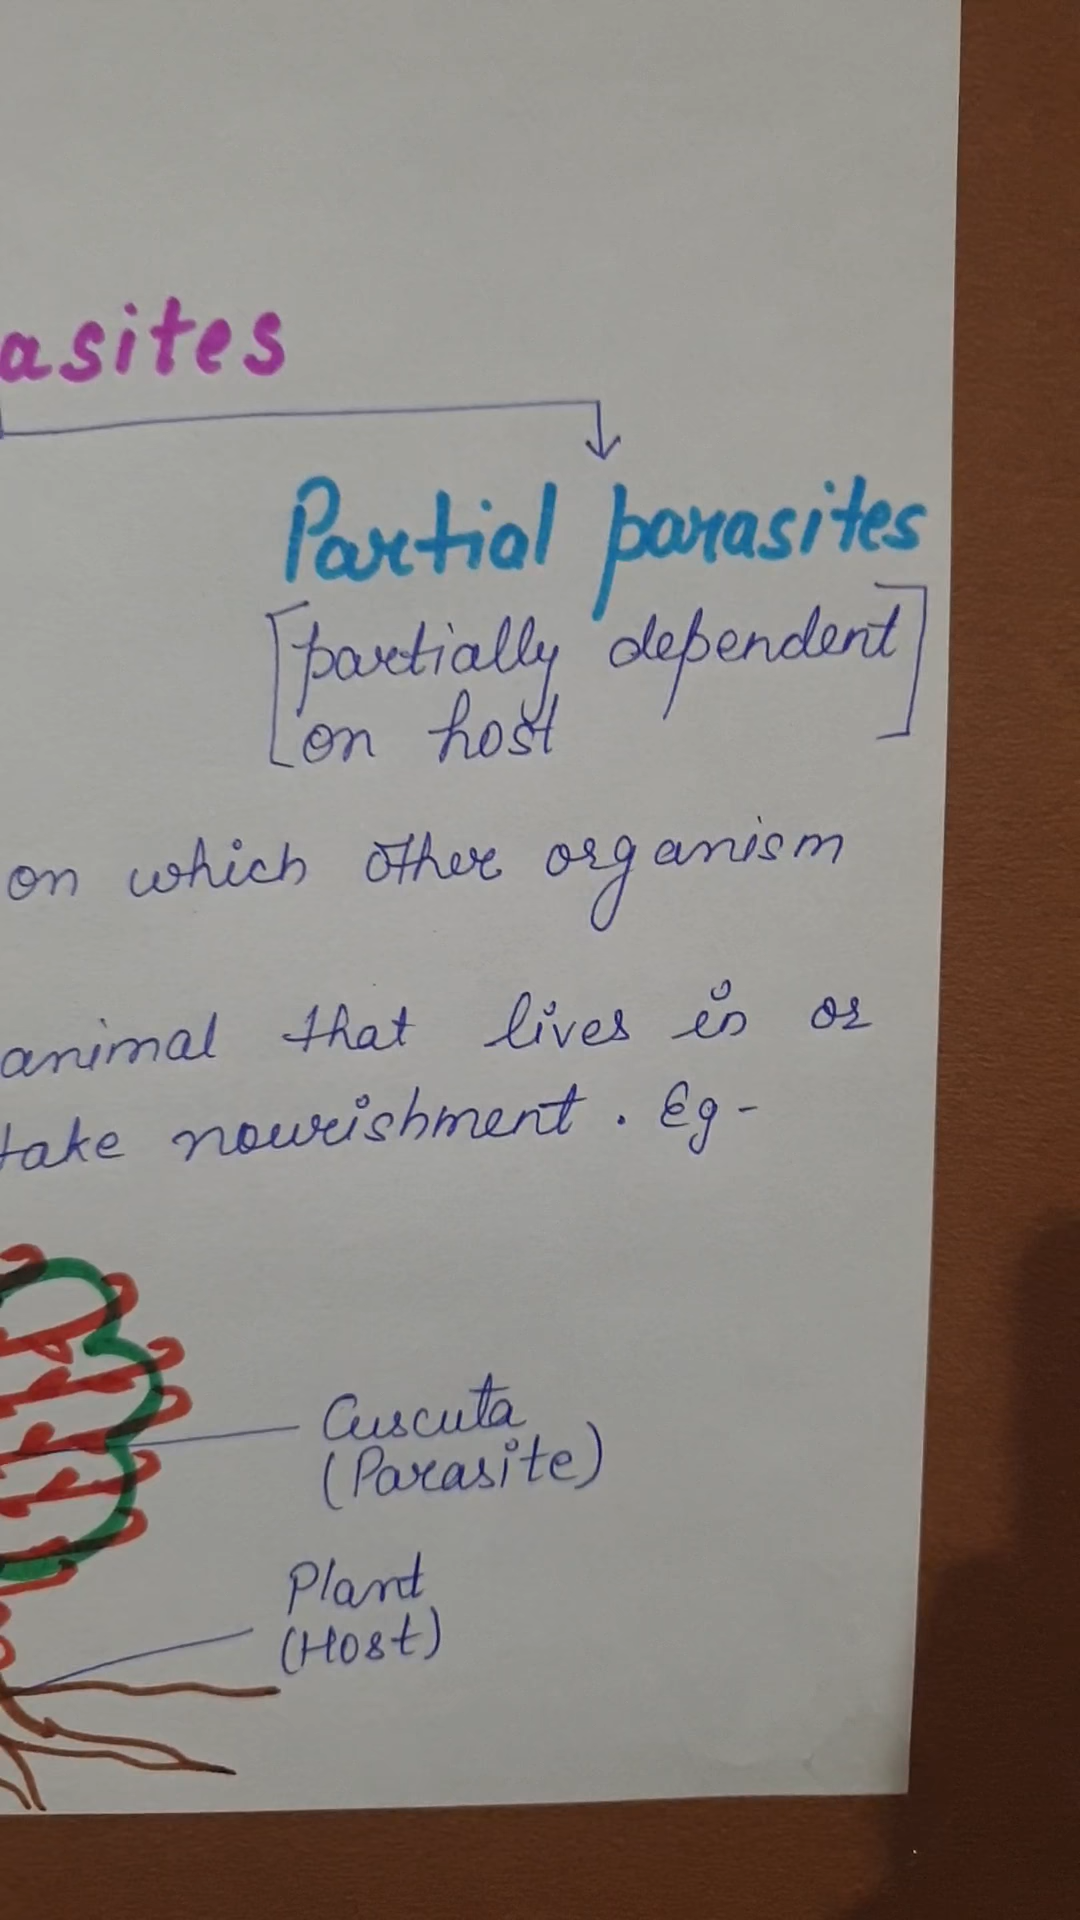 asites
Partial parasites
[partially dependent]
on host
on which other organism
animal that lives in or
take nourishment. Eg-
Cuscuta
(Parasite)
Plant
(Host)